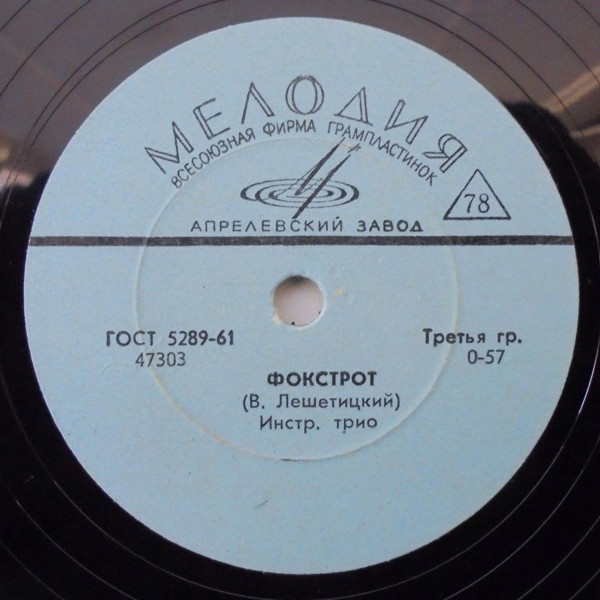 МЕЛОДИЯ
ВСЕСОЮЗНАЯ ФИРМА ГРАМПЛАСТИНОК
78
АПРЕЛЕВСКИЙ ЗАВОД
ГОСТ 5289-61
47303
Третья гр.
0-57
ФОКСТРОТ
(В. Лешетицкий)
Инстр. трио